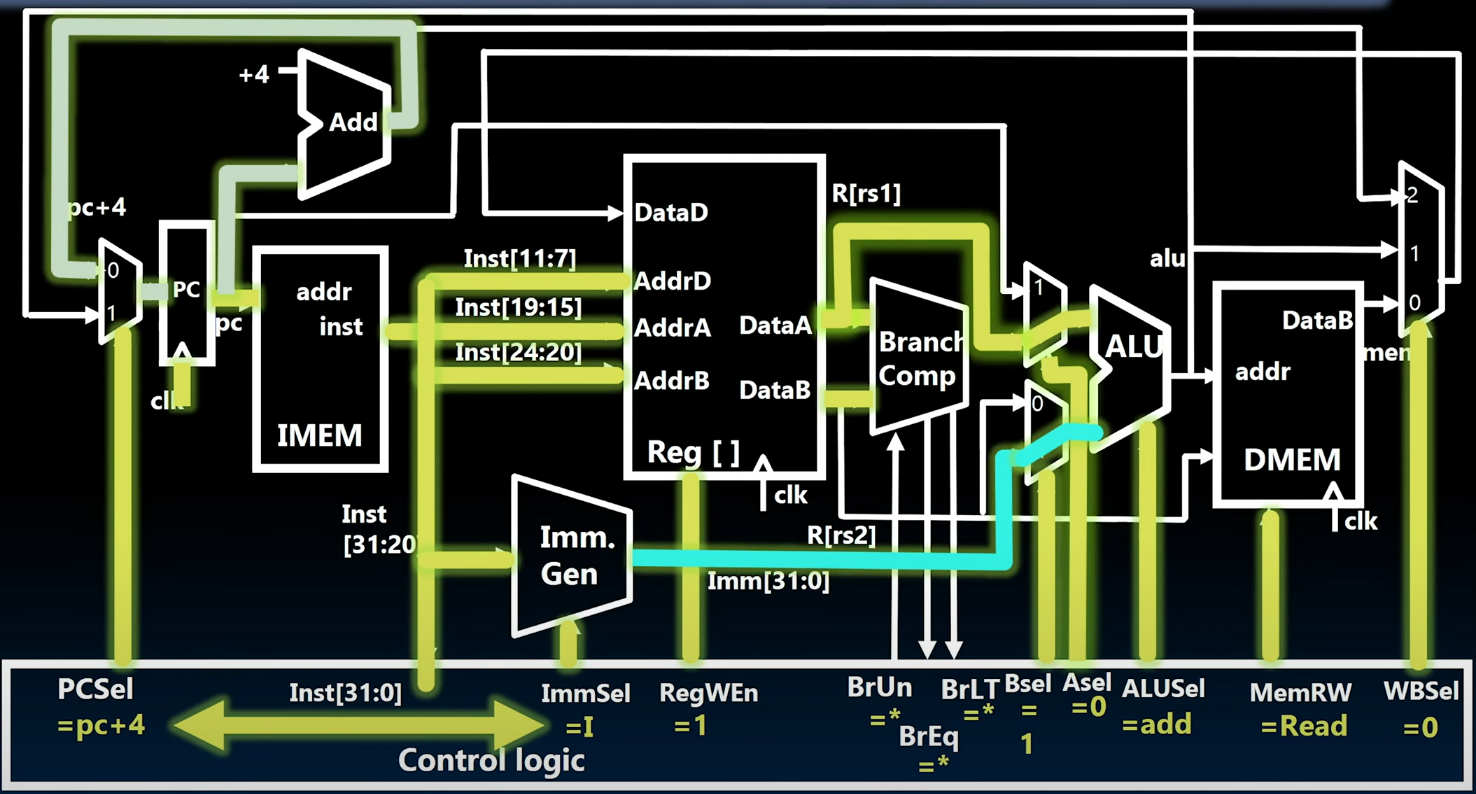 +4
Add
pc+4
0
1
PC
pc
clk
addr
inst
IMEM
Inst[11:7]
Inst[19:15]
Inst[24:20]
DataD
AddrD
AddrA
AddrB
DataA
DataB
Reg [ ]
clk
R[rs1]
Branch
Comp
1
0
ALU
alu
addr
DataB
DMEM
clk
2
1
0
mem
Inst
[31:20]
Imm.
Gen
R[rs2]
Imm[31:0]
PCSel
=pc+4
Inst[31:0]
Control logic
ImmSel
=I
RegWEn
=1
BrUn
=*
BrEq
=*
BrLT
=*
Bsel
=
1
Asel
=0
ALUSel
=add
MemRW
=Read
WBSel
=0